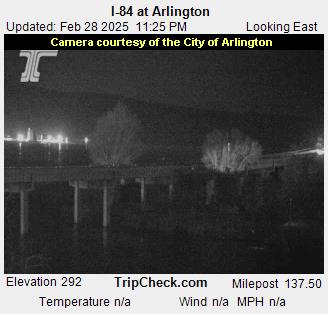 I-84 at Arlington
Updated: Feb 28 2025 11:25 PM Looking East
Camera courtesy of the City of Arlington
Elevation 292 TripCheck.com Milepost 137.50
Temperature n/a Wind n/a MPH n/a